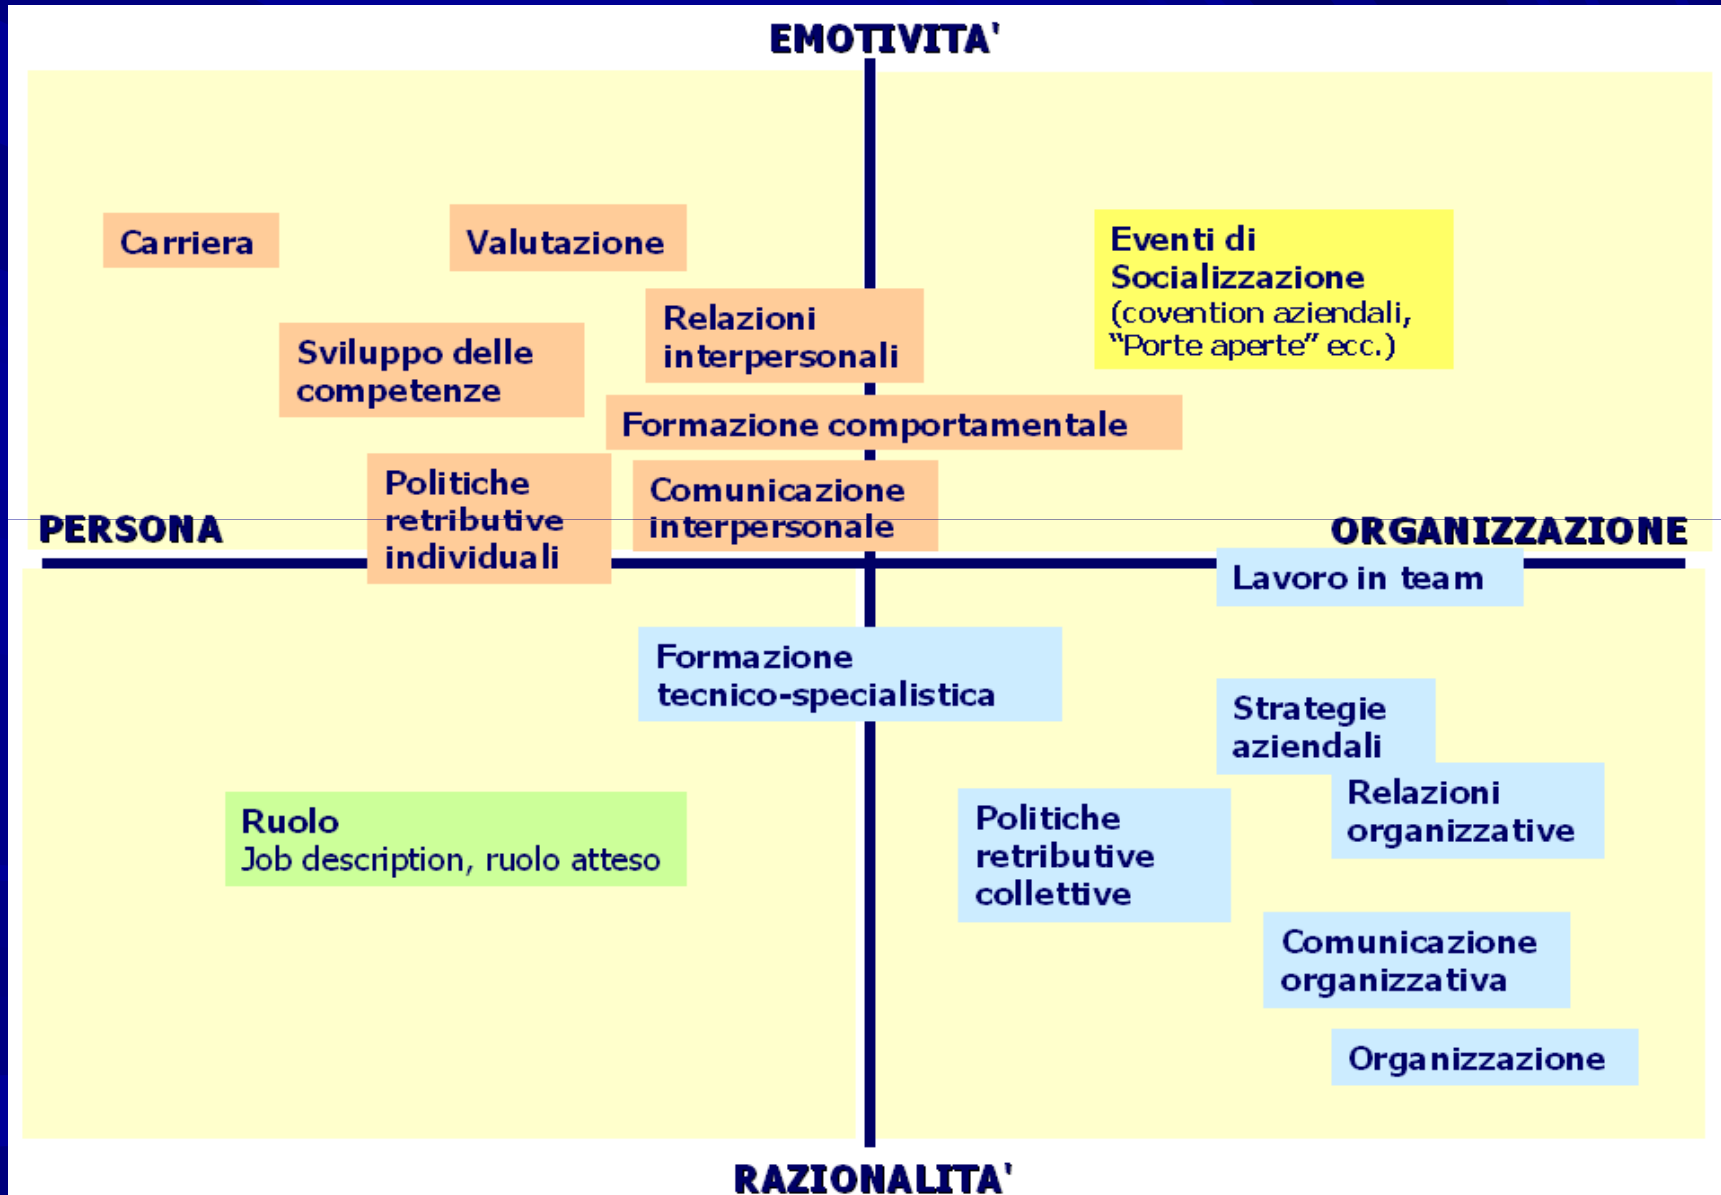 EMOTIVITA'
Carriera
Valutazione
Eventi di
Socializzazione
(covention aziendali,
“Porte aperte” ecc.)
Relazioni
interpersonali
Sviluppo delle
competenze
Formazione comportamentale
Politiche
retributive
individuali
Comunicazione
interpersonale
PERSONA
ORGANIZZAZIONE
Lavoro in team
Formazione
tecnico-specialistica
Strategie
aziendali
Relazioni
organizzative
Ruolo
Job description, ruolo atteso
Politiche
retributive
collettive
Comunicazione
organizzativa
Organizzazione
RAZIONALITA'